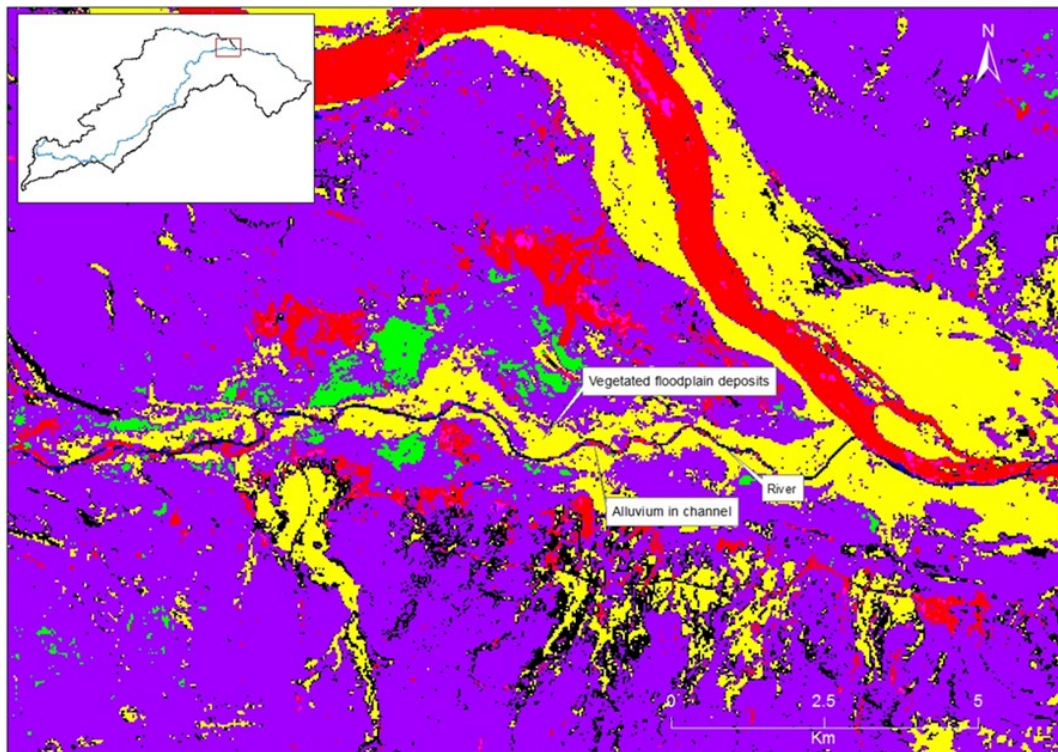 N
Vegetated floodplain deposits
River
Alluvium in channel
0 2.5 5
Km